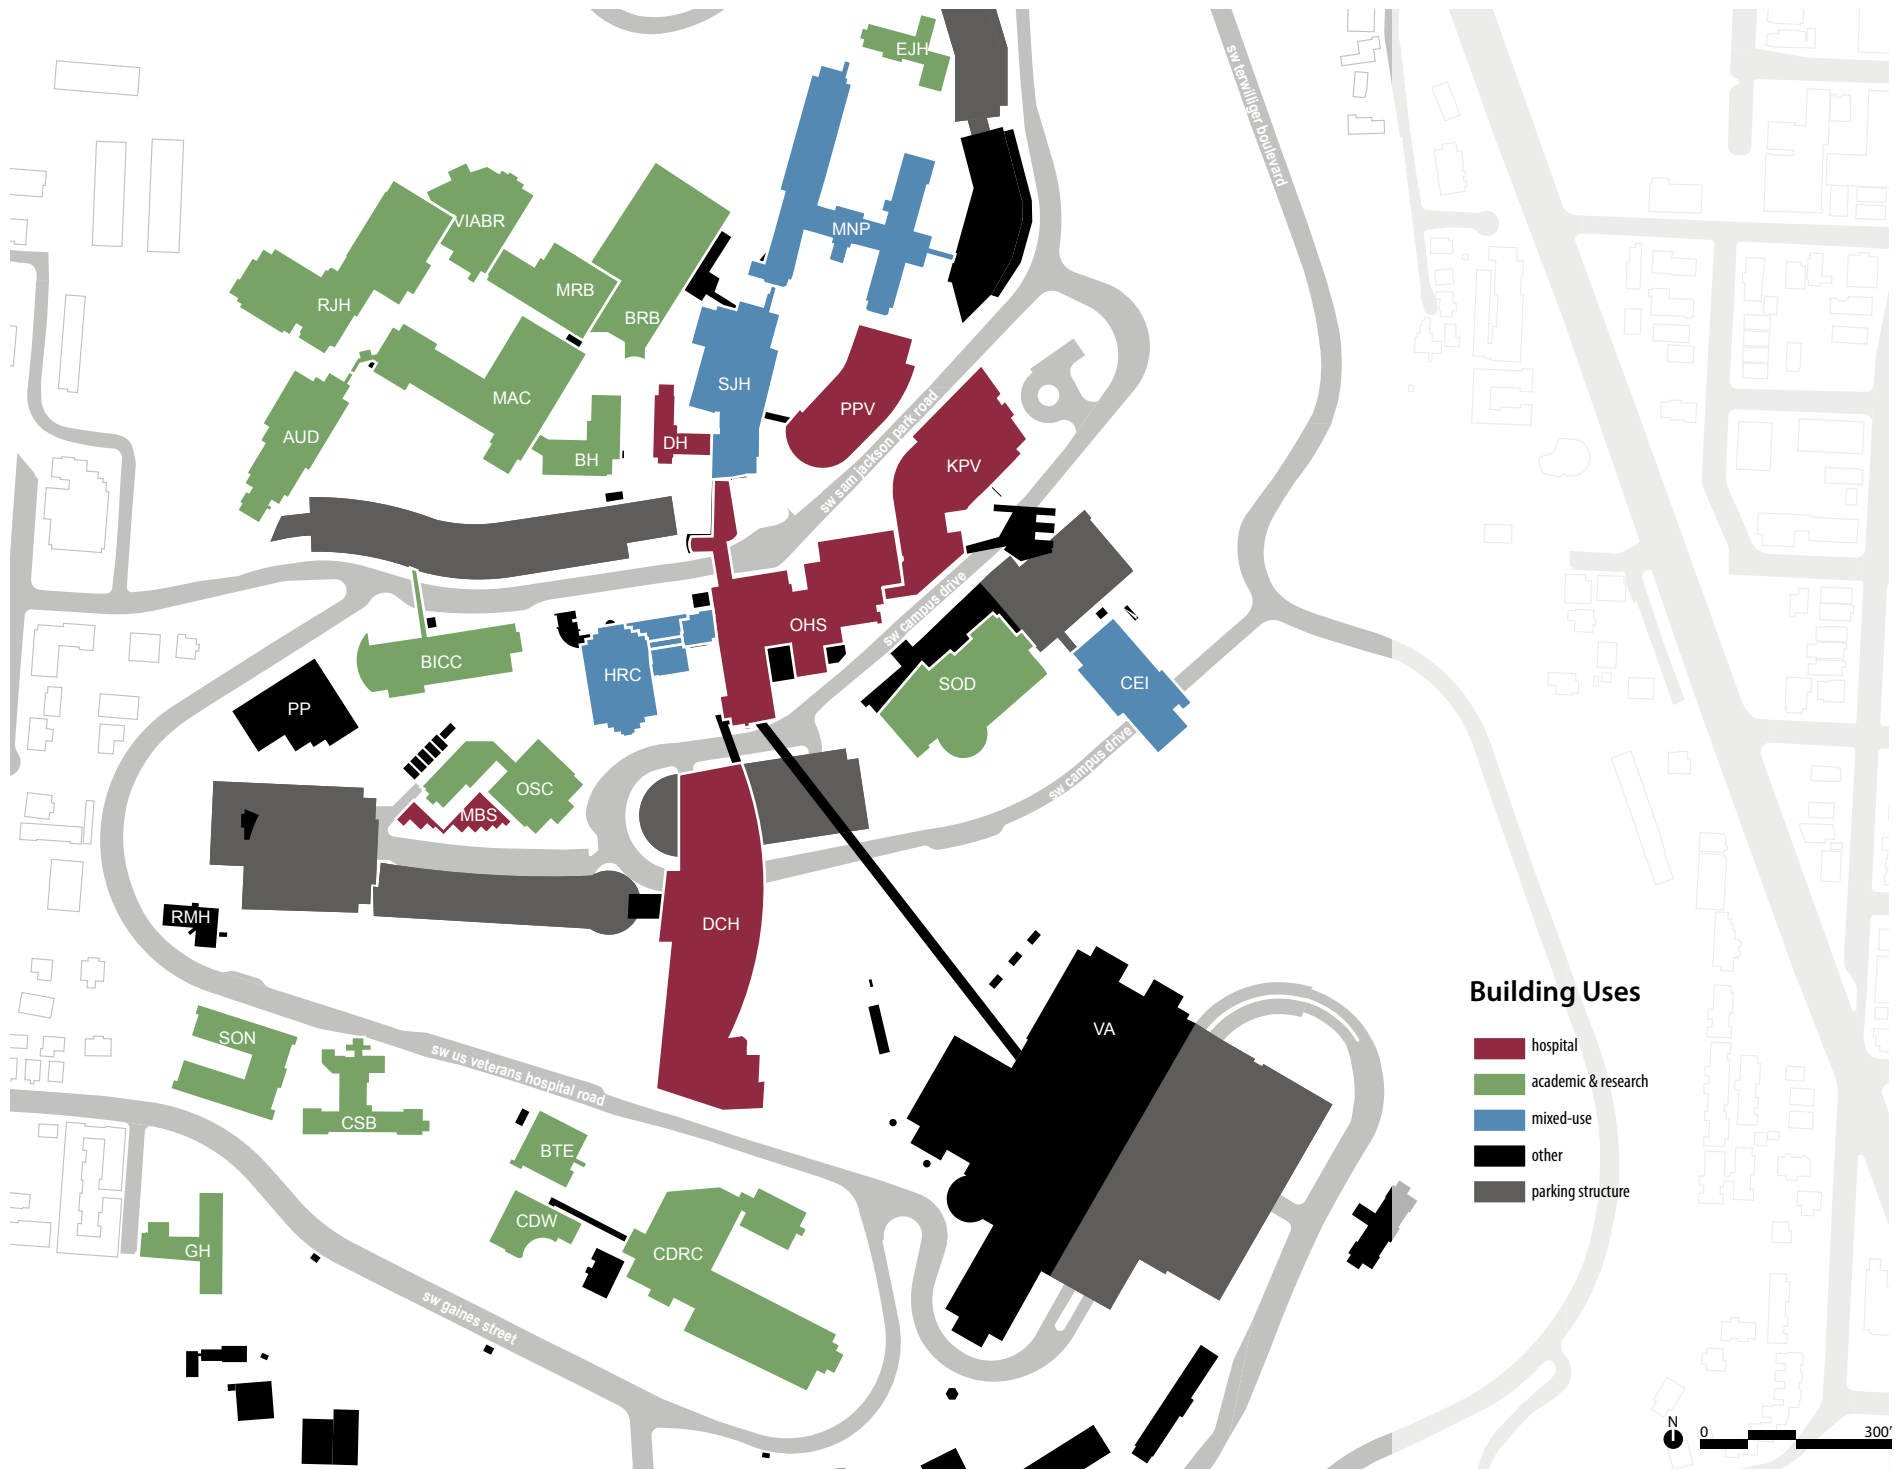 EJH
sw terwilliger boulevard
VIABR
MNP
MRB
RJH
BRB
SJH
MAC
PPV
AUD
DH
BH
KPV
sw sam jackson park road
sw campus drive
OHS
BICC
HRC
SOD
CEI
PP
sw campus drive
OSC
MBS
RMH
DCH
VA
SON
sw us veterans hospital road
CSB
BTE
CDW
CDRC
GH
sw gaines street
Building Uses
hospital
academic & research
mixed-use
other
parking structure
N
0 300'